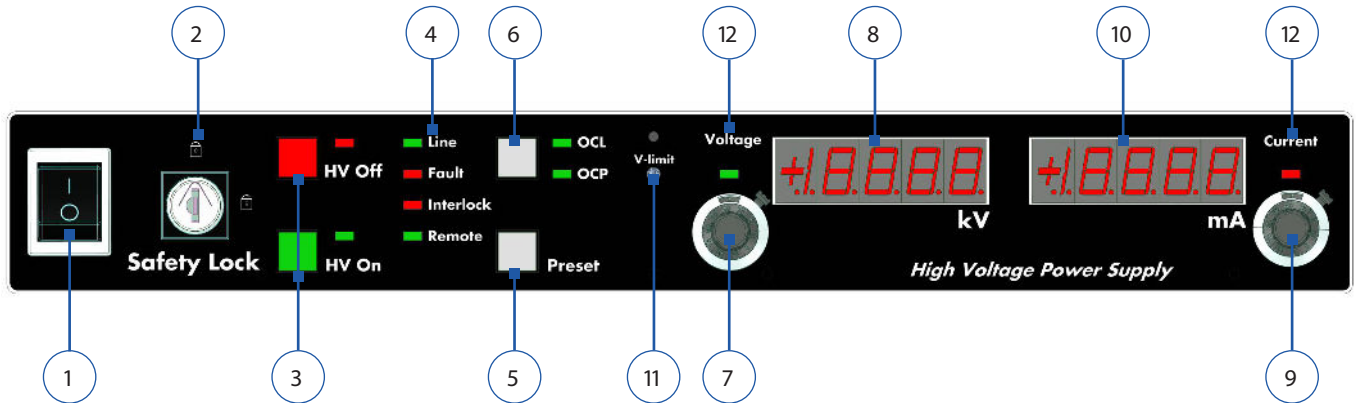 2
4
6
12
8
10
12
Line
OCL
Voltage
Current
HV Off
Fault
OCP
V-limit
+1.8.8.8.8
+1.8.8.8.8
Interlock
kV
mA
Safety Lock
HV On
Remote
Preset
High Voltage Power Supply
I
O
1
3
5
11
7
9